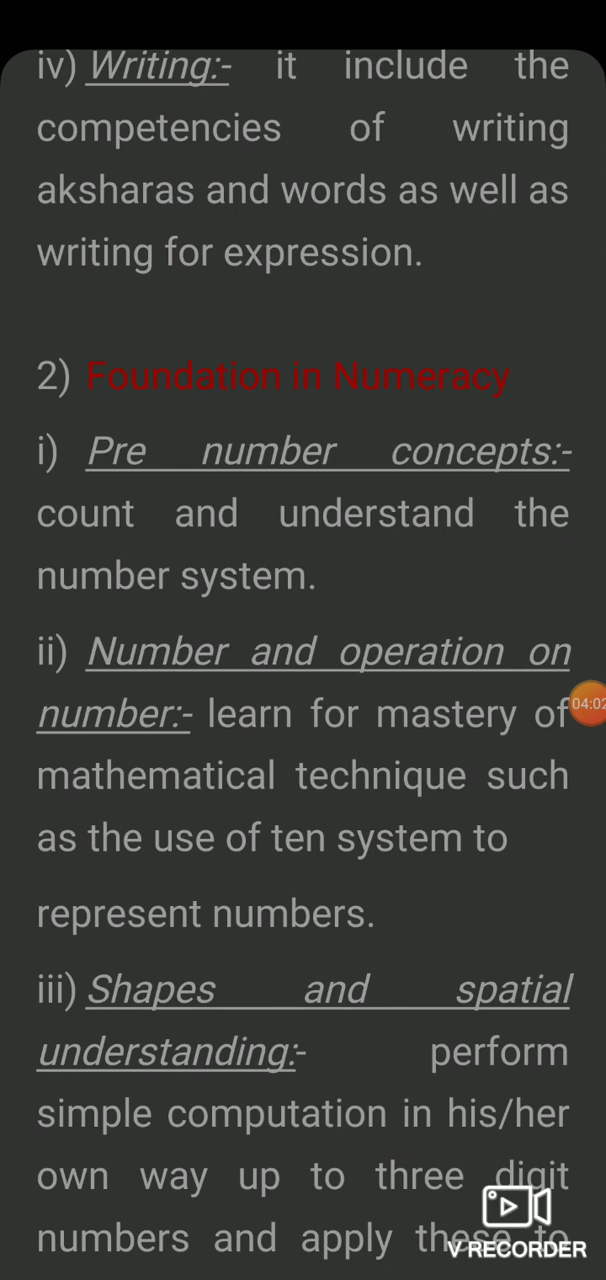 iv) Writing:- it include the
competencies of writing
aksharas and words as well as
writing for expression.
2) Foundation in Numeracy
i) Pre number concepts:-
count and understand the
number system.
ii) Number and operation on
number:- learn for mastery of
04:02
mathematical technique such
as the use of ten system to
represent numbers.
iii) Shapes and spatial
understanding:- perform
simple computation in his/her
own way up to three digit
numbers and apply these to
V RECORDER